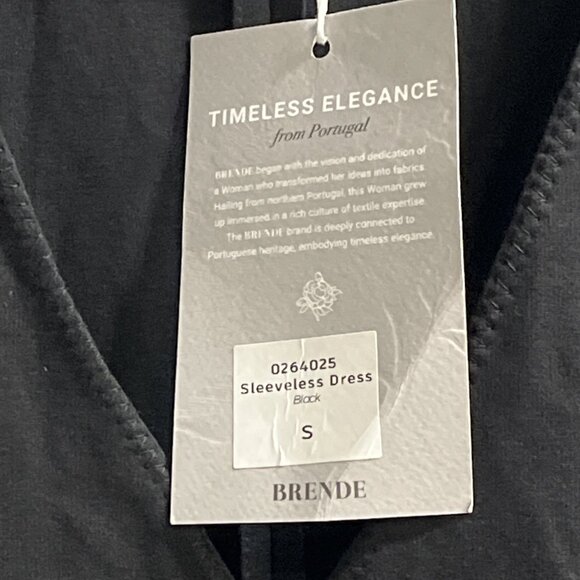 TIMELESS ELEGANCE
from Portugal
BRENDE began with the vision and dedication of
a Woman who transformed her ideas into fabrics.
Hailing from northern Portugal, this Woman grew
up immersed in a rich culture of textile expertise.
The BRENDE brand is deeply connected to
Portuguese heritage, embodying timeless elegance.
0264025
Sleeveless Dress
Black
S
BRENDE